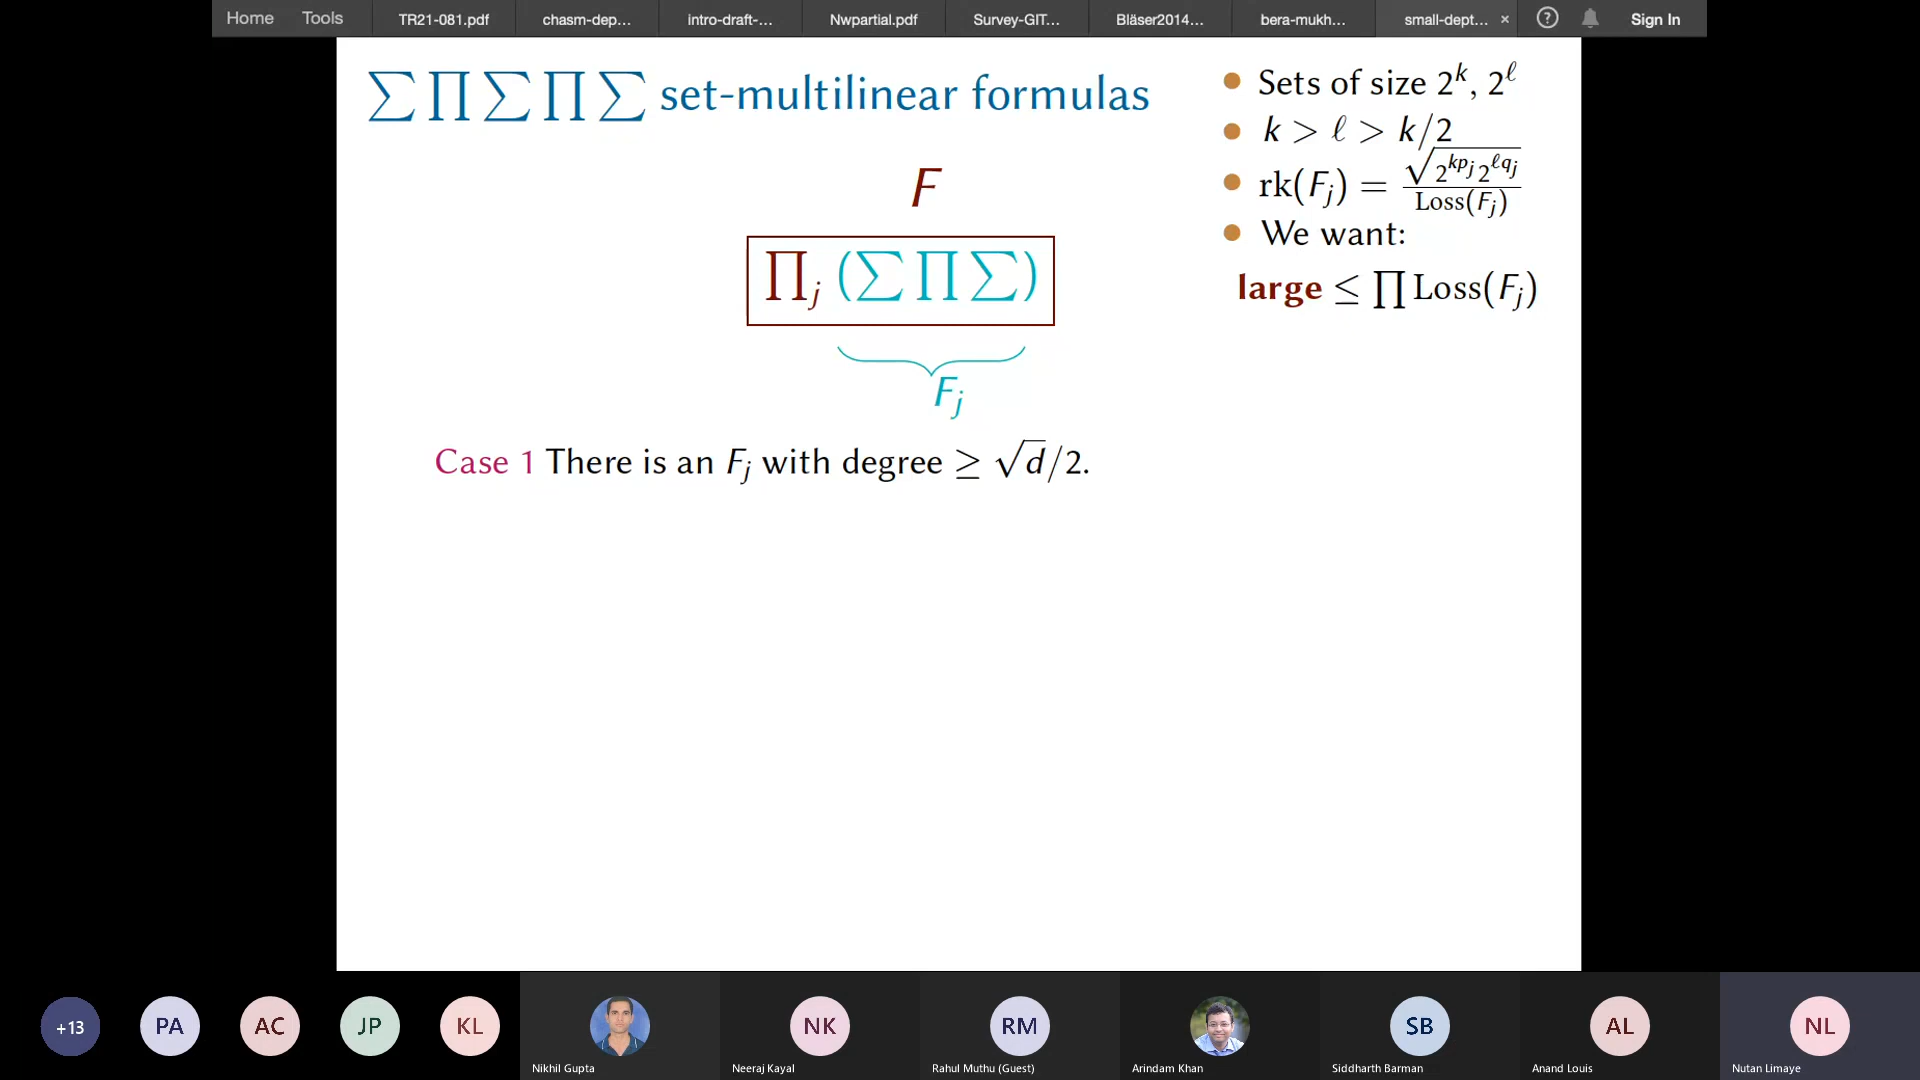 Home Tools TR21-081.pdf chasm-dep... intro-draft-... Nwpartial.pdf Survey-GIT... Bläser2014... bera-mukh... small-dept... × ? Sign In
∑∏∑∏∑ set-multilinear formulas
F
∏_j (∑∏∑)
F_j
Case 1 There is an F_j with degree ≥ √d/2.
• Sets of size 2^k, 2^ℓ
• k > ℓ > k/2
• rk(F_j) = √(2^{kp_j} 2^{ℓq_j}) / Loss(F_j)
• We want:
large ≤ ∏ Loss(F_j)
+13 PA AC JP KL NK RM SB AL NL
Nikhil Gupta Neeraj Kayal Rahul Muthu (Guest) Arindam Khan Siddharth Barman Anand Louis Nutan Limaye